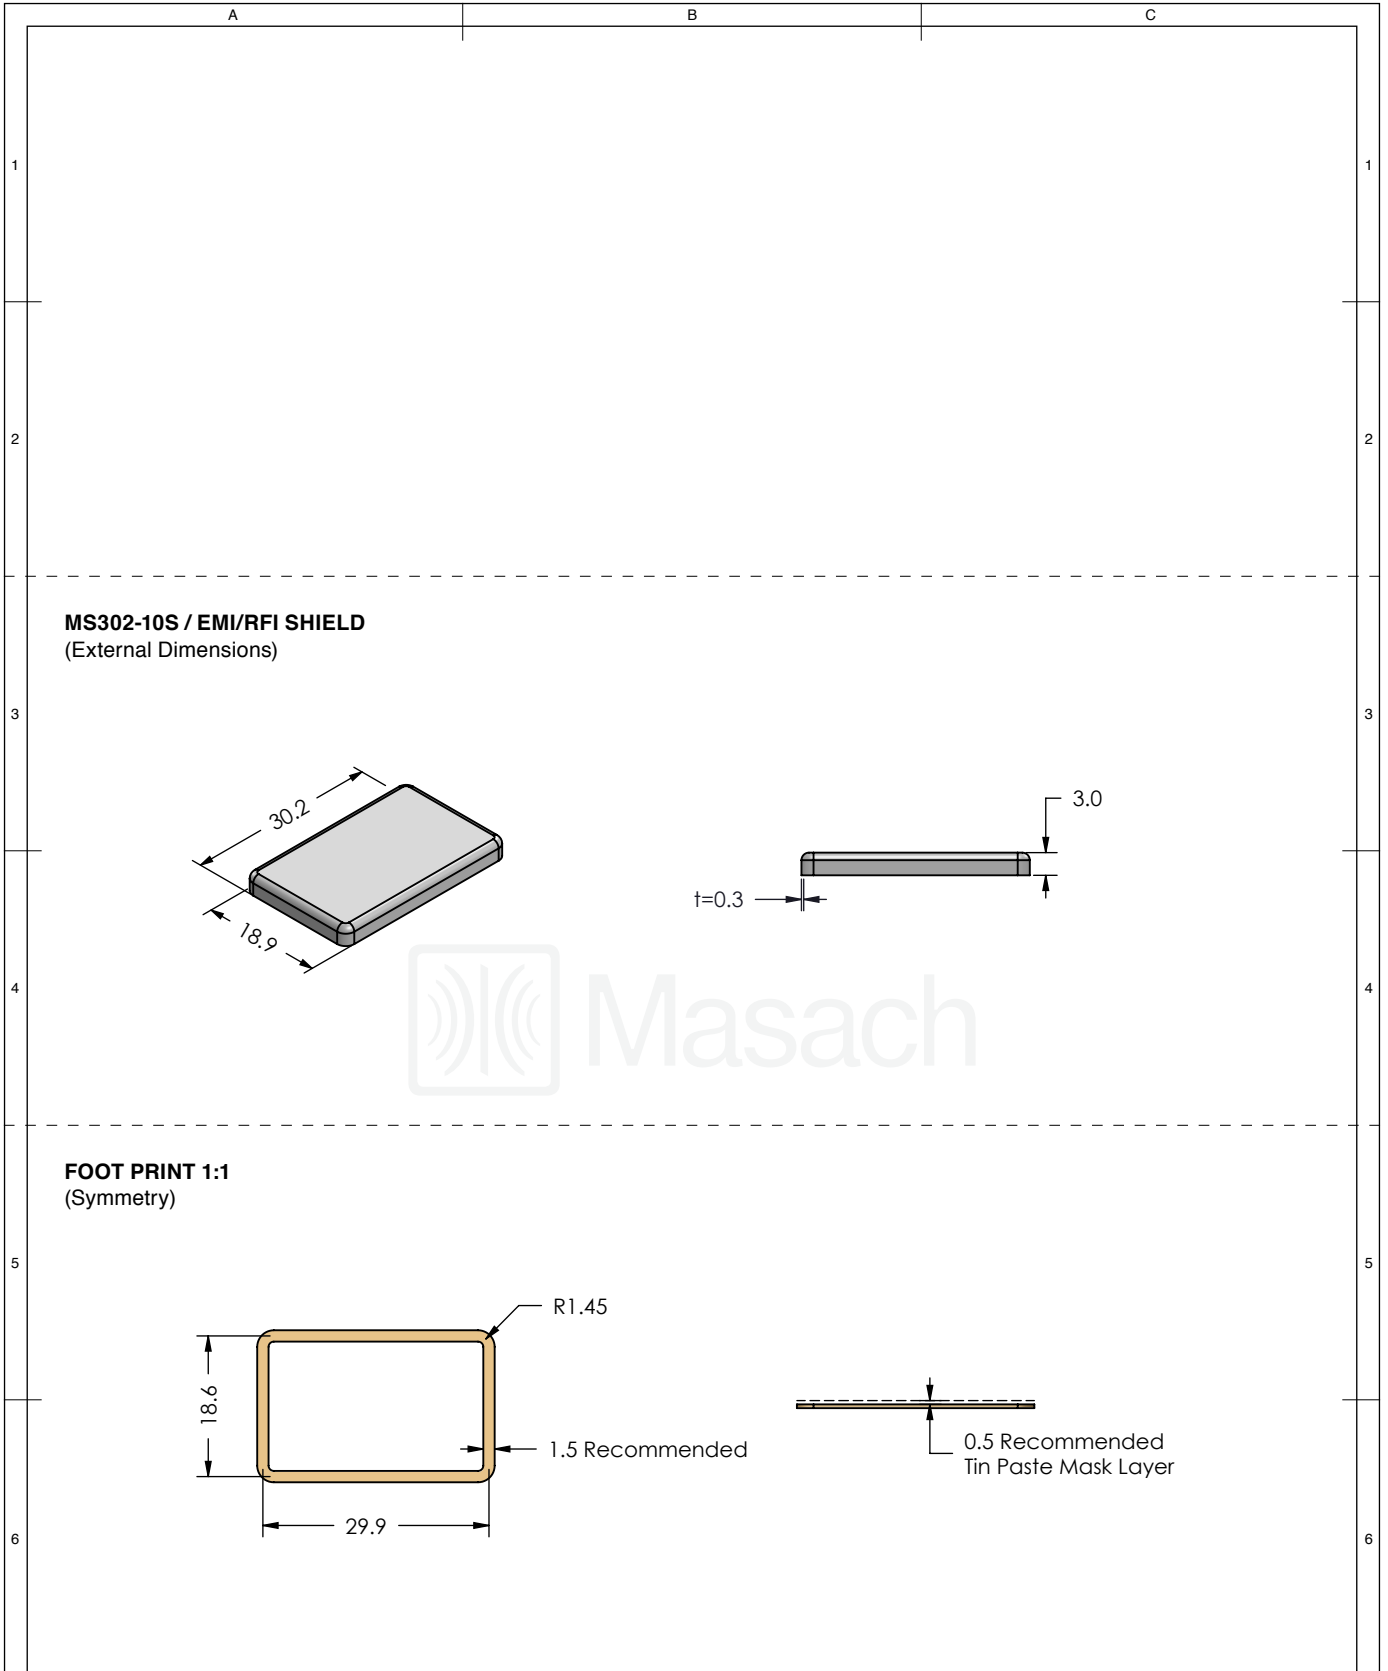 A B C
1 1
2 2
MS302-10S / EMI/RFI SHIELD
(External Dimensions)
3 3
30.2
3.0
t=0.3
18.9
4 4
Masach
FOOT PRINT 1:1
(Symmetry)
5 5
R1.45
18.6
1.5 Recommended
0.5 Recommended
Tin Paste Mask Layer
29.9
6 6